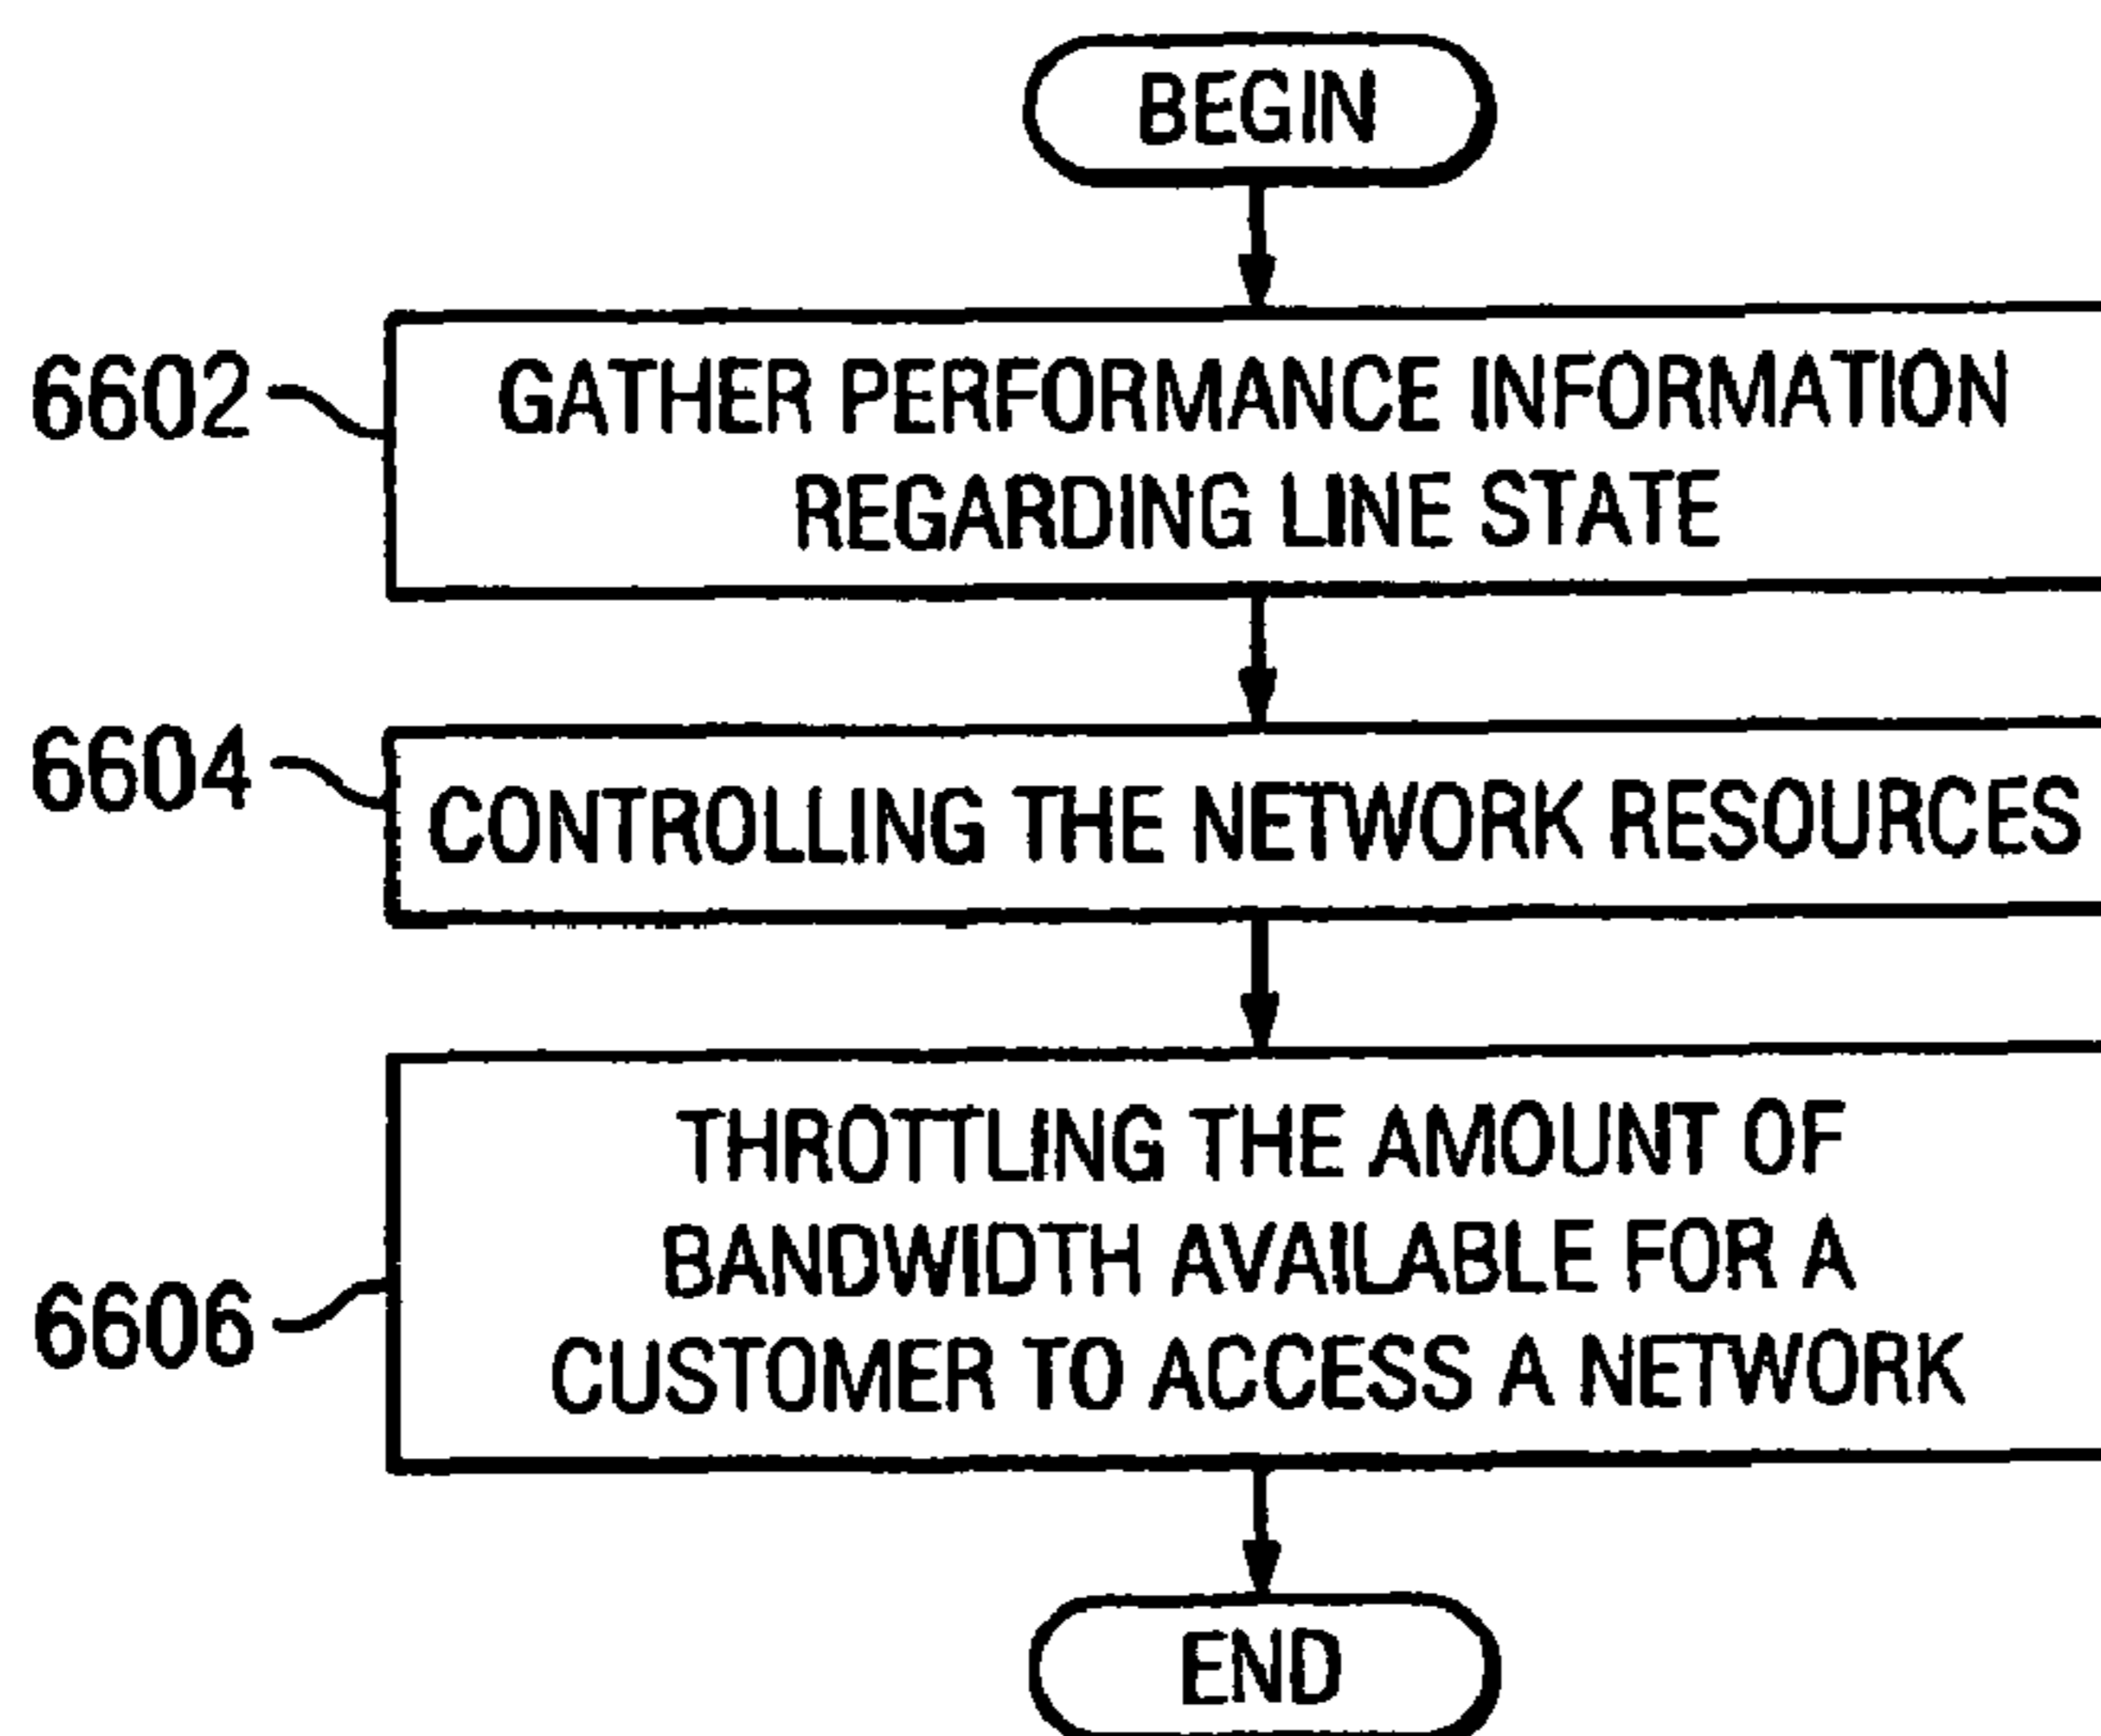 BEGIN
6602
GATHER PERFORMANCE INFORMATION
REGARDING LINE STATE
6604
CONTROLLING THE NETWORK RESOURCES
6606
THROTTLING THE AMOUNT OF
BANDWIDTH AVAILABLE FOR A
CUSTOMER TO ACCESS A NETWORK
END